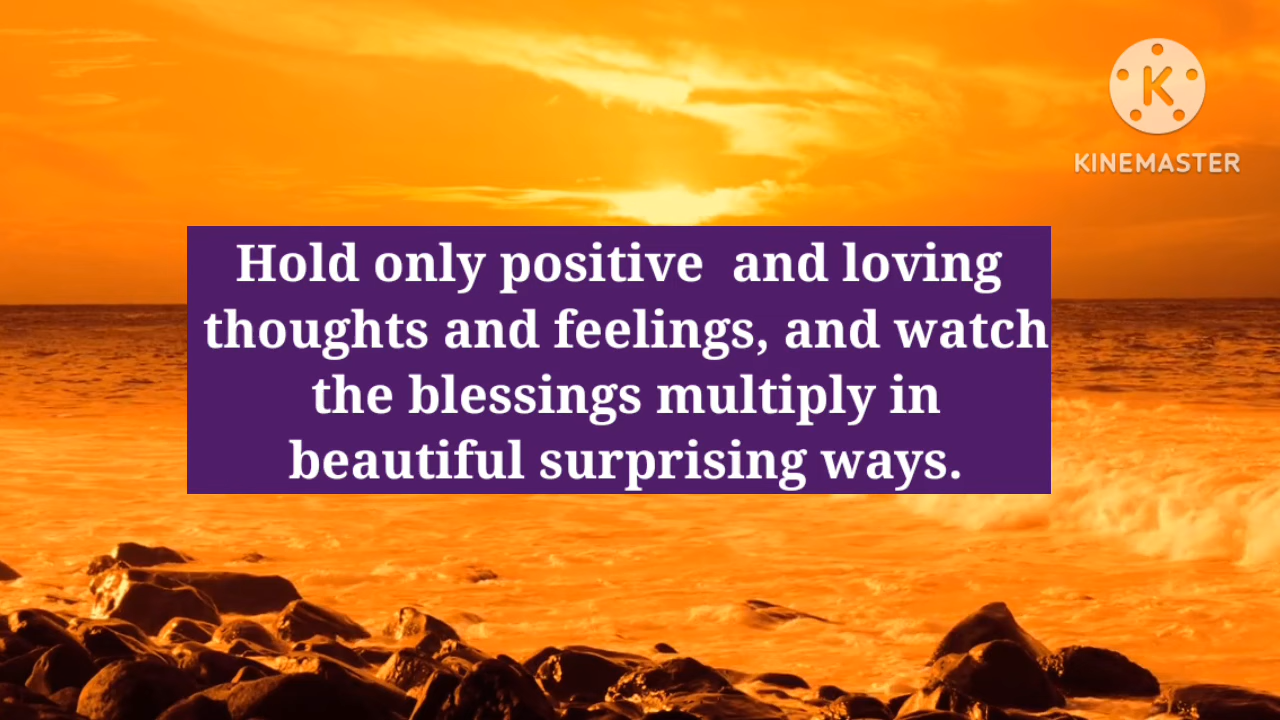 K
KINEMASTER
Hold only positive  and loving
thoughts and feelings, and watch
the blessings multiply in
beautiful surprising ways.